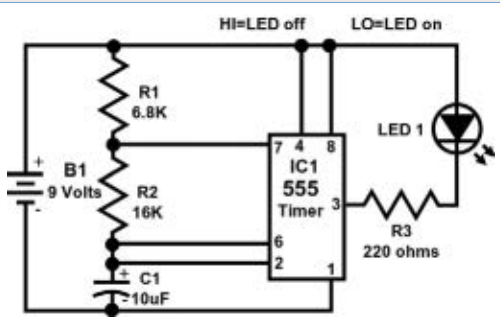 HI=LED off LO=LED on
R1
6.8K
LED 1
7 4 8
B1
9 Volts
IC1
555
Timer
3
R2
16K
R3
220 ohms
6
2
1
+
-
+
C1
-10uF